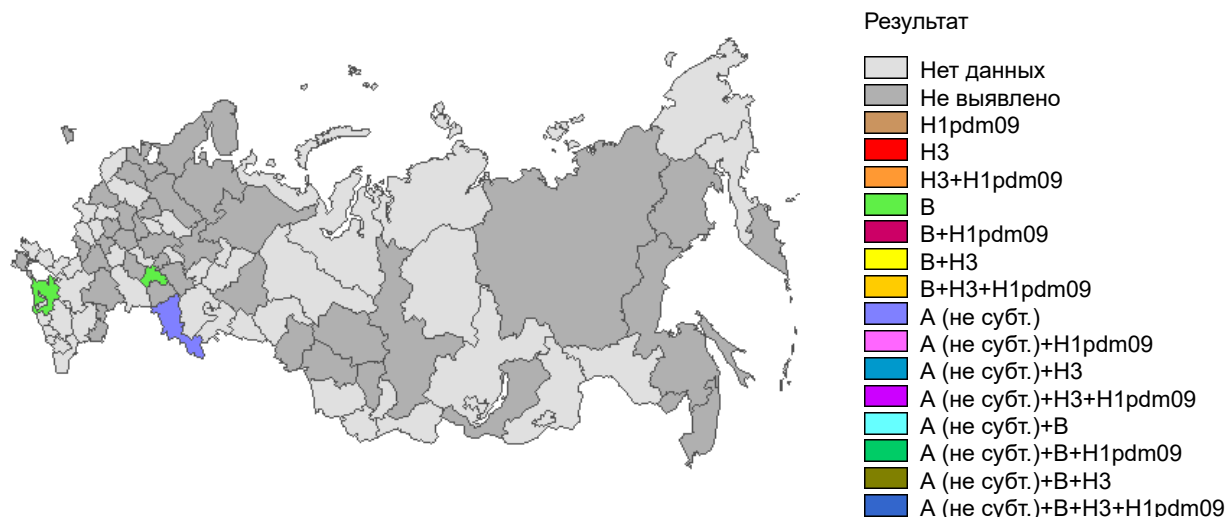 Результат
Нет данных
Не выявлено
H1pdm09
H3
H3+H1pdm09
B
B+H1pdm09
B+H3
B+H3+H1pdm09
А (не субт.)
А (не субт.)+H1pdm09
А (не субт.)+H3
А (не субт.)+H3+H1pdm09
А (не субт.)+B
А (не субт.)+B+H1pdm09
А (не субт.)+B+H3
А (не субт.)+B+H3+H1pdm09